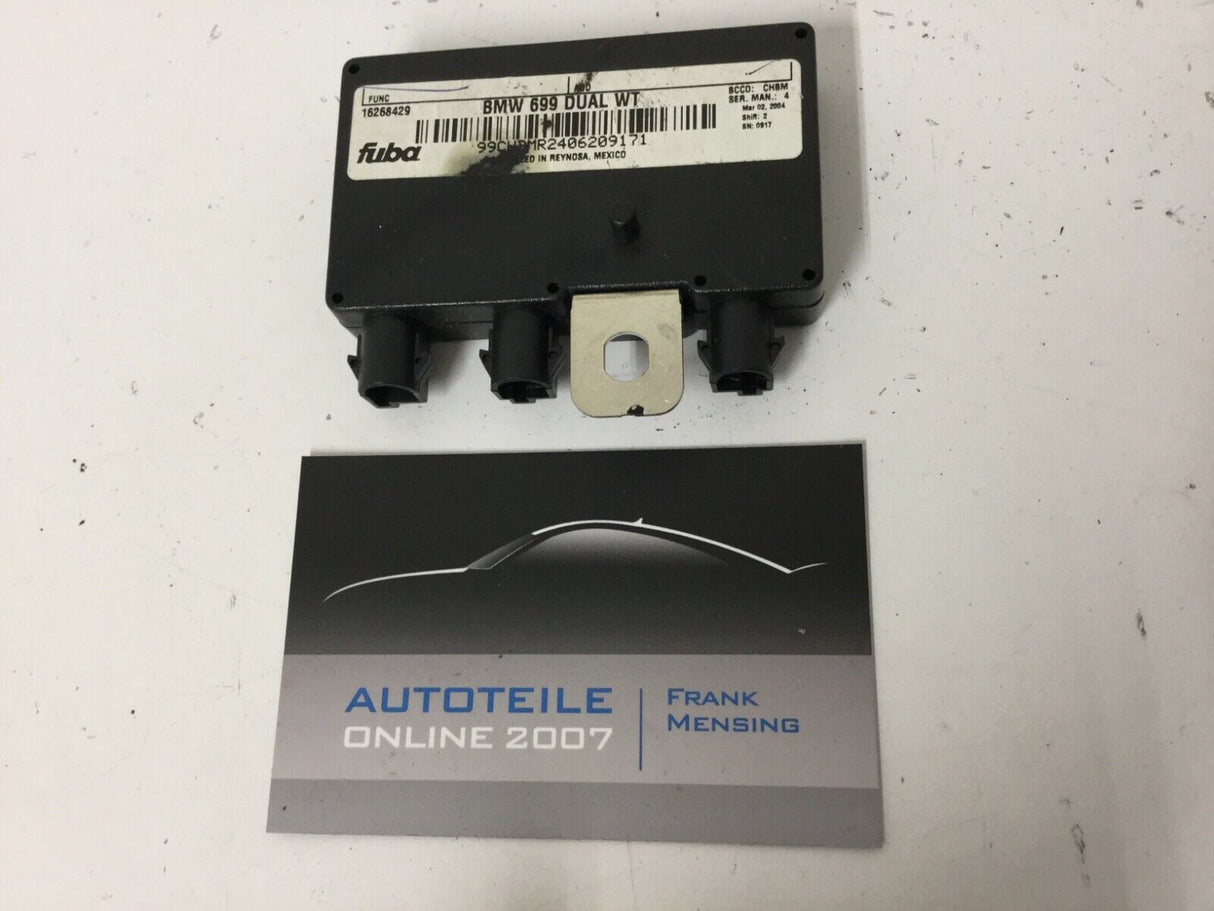 FUNC
16268429
BMW 699 DUAL WT
BCCD: CHBM
SER. MAN.: 4
Mar 02, 2004
Shift: 2
SN: 0917
fuba
IN REYNOSA, MEXICO
AUTOTEILE
ONLINE 2007
FRANK
MENSING